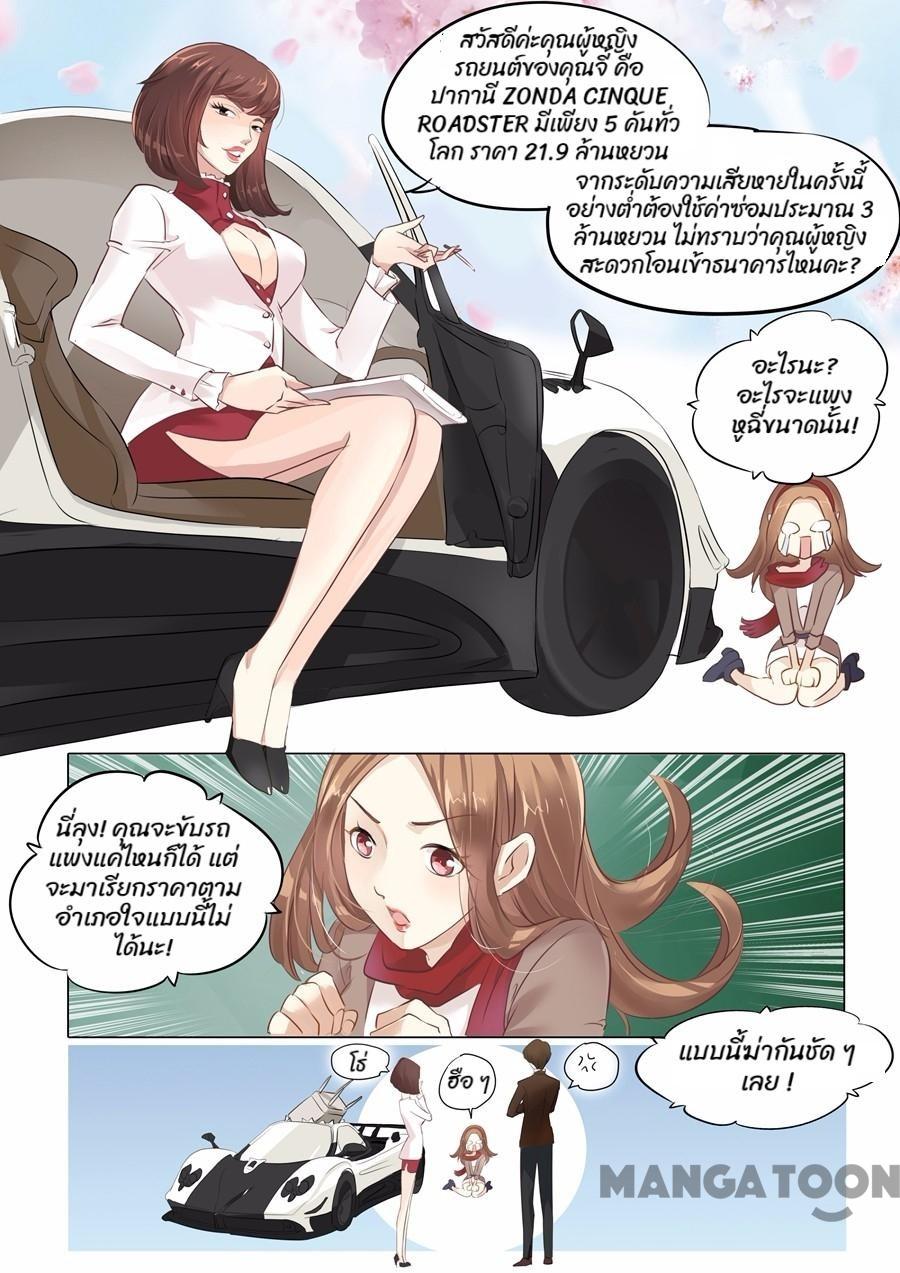 สวัสดีค่ะคุณผู้หญิง
รถยนต์ของคุณจี้ คือ
ปากานี ZONDA CINQUE
ROADSTER มีเพียง 5 คันทั่ว
โลก ราคา 21.9 ล้านหยวน
จากระดับความเสียหายในครั้งนี้
อย่างต่ำต้องใช้ค่าซ่อมประมาณ 3
ล้านหยวน ไม่ทราบว่าคุณผู้หญิง
สะดวกโอนเข้าธนาคารไหนคะ?
อะไรนะ?
อะไรจะแพง
หูฉี่ขนาดนั้น!
นี่ลุง! คุณจะขับรถ
แพงแค่ไหนก็ได้ แต่
จะมาเรียกราคาตาม
อำเภอใจแบบนี้ไม่
ได้นะ!
แบบนี้ฆ่ากันชัด ๆ
เลย !
โธ่
ฮือ ๆ
MANGATOON